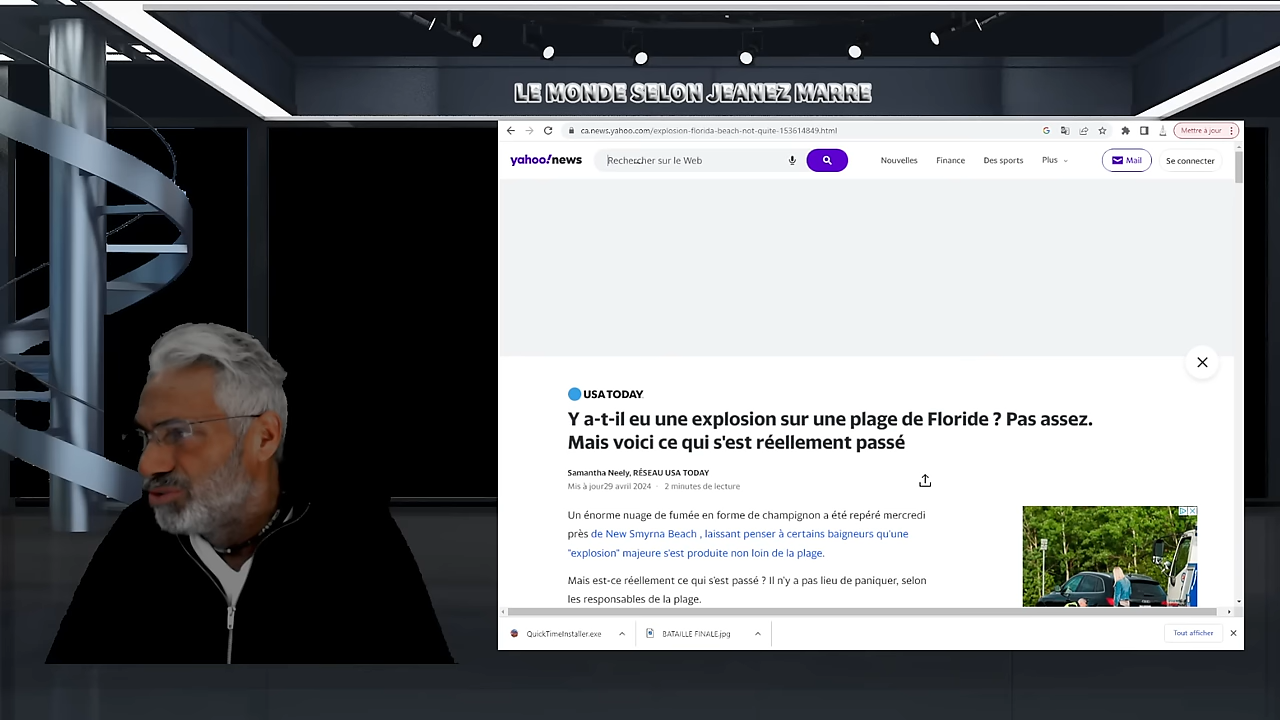 LE MONDE SELON JEANEZ MARRE
ca.news.yahoo.com/explosion-florida-beach-not-quite-153614849.html
Mettre à jour
yahoo!news
Rechercher sur le Web
Nouvelles
Finance
Des sports
Plus
Mail
Se connecter
USA TODAY
Y a-t-il eu une explosion sur une plage de Floride ? Pas assez.
Mais voici ce qui s'est réellement passé
Samantha Neely, RÉSEAU USA TODAY
Mis à jour29 avril 2024 · 2 minutes de lecture
Un énorme nuage de fumée en forme de champignon a été repéré mercredi
près de New Smyrna Beach , laissant penser à certains baigneurs qu'une
"explosion" majeure s'est produite non loin de la plage.
Mais est-ce réellement ce qui s'est passé ? Il n'y a pas lieu de paniquer, selon
les responsables de la plage.
QuickTimeInstaller.exe
BATAILLE FINALE.jpg
Tout afficher